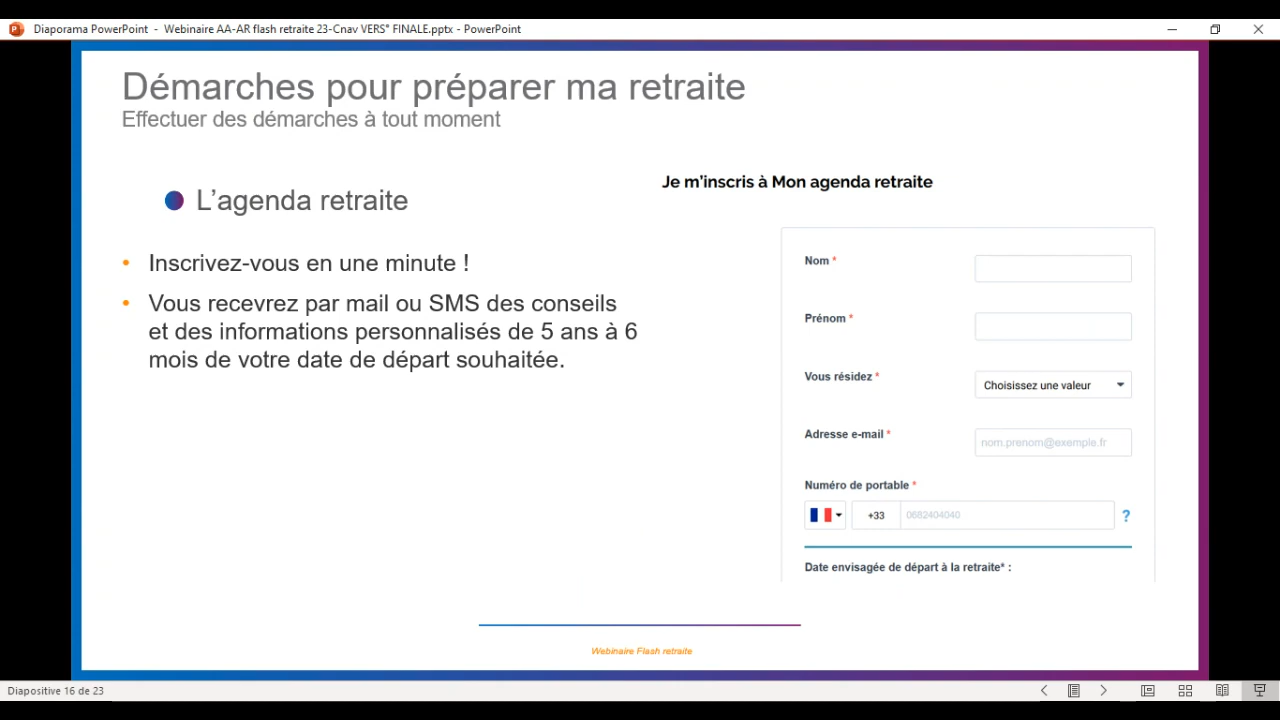 Diaporama PowerPoint - Webinaire AA-AR flash retraite 23-Cnav VERS° FINALE.pptx - PowerPoint
Démarches pour préparer ma retraite
Effectuer des démarches à tout moment
L'agenda retraite
• Inscrivez-vous en une minute !
• Vous recevrez par mail ou SMS des conseils
et des informations personnalisés de 5 ans à 6
mois de votre date de départ souhaitée.
Je m'inscris à Mon agenda retraite
Nom *
Prénom *
Vous résidez *
Choisissez une valeur
Adresse e-mail *
nom.prenom@exemple.fr
Numéro de portable *
+33
0682404040
?
Date envisagée de départ à la retraite* :
Webinaire Flash retraite
Diapositive 16 de 23